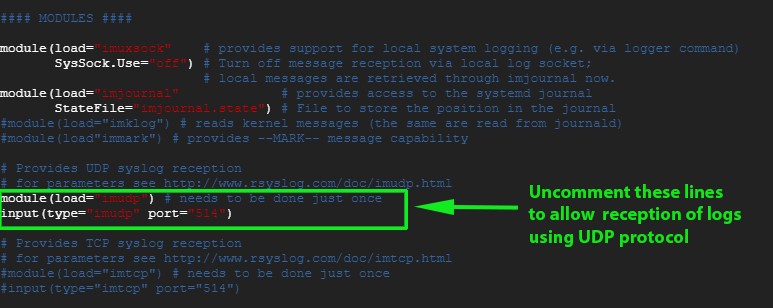 #### MODULES ####
module(load="imuxsock" # provides support for local system logging (e.g. via logger command)
SysSock.Use="off") # Turn off message reception via local log socket;
# local messages are retrieved through imjournal now.
module(load="imjournal" # provides access to the systemd journal
StateFile="imjournal.state") # File to store the position in the journal
#module(load="imklog") # reads kernel messages (the same are read from journald)
#module(load"immark") # provides --MARK-- message capability
# Provides UDP syslog reception
# for parameters see http://www.rsyslog.com/doc/imudp.html
module(load="imudp") # needs to be done just once
input(type="imudp" port="514")
Uncomment these lines
to allow reception of logs
using UDP protocol
# Provides TCP syslog reception
# for parameters see http://www.rsyslog.com/doc/imtcp.html
#module(load="imtcp") # needs to be done just once
#input(type="imtcp" port="514")